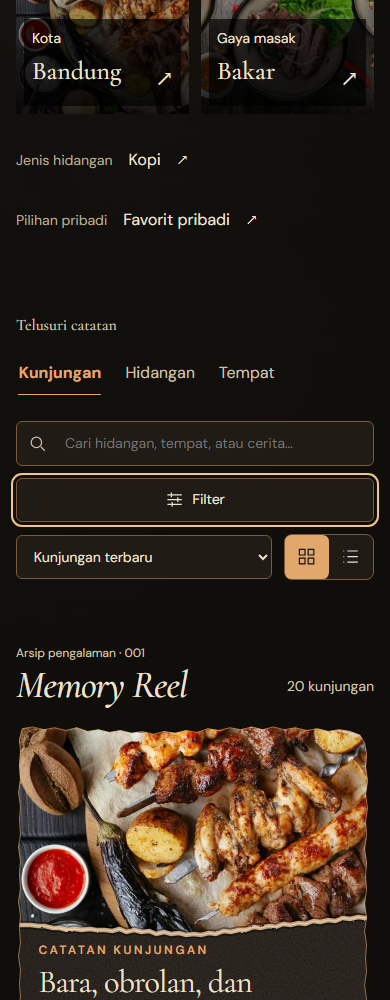 Kota
Bandung ↗
Gaya masak
Bakar ↗
Jenis hidangan Kopi ↗
Pilihan pribadi Favorit pribadi ↗
Telusuri catatan
Kunjungan Hidangan Tempat
Cari hidangan, tempat, atau cerita...
Filter
Kunjungan terbaru
Arsip pengalaman · 001
Memory Reel
20 kunjungan
CATATAN KUNJUNGAN
Bara, obrolan, dan